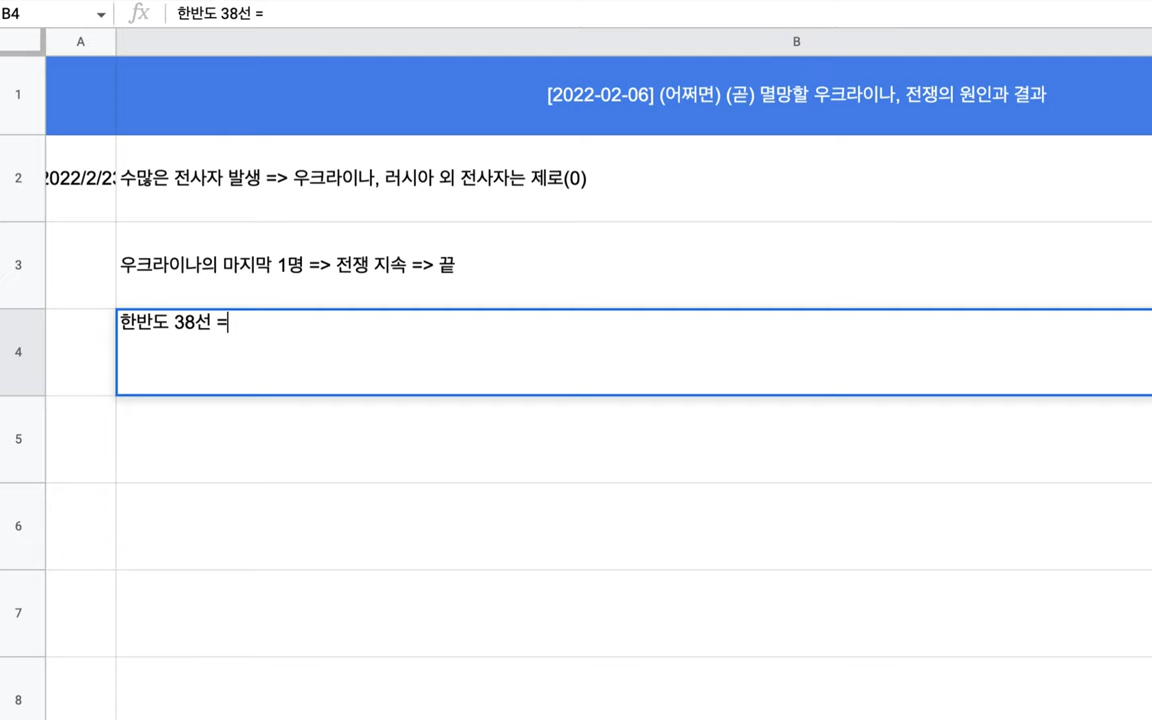 B4
fx
한반도 38선 =
A
B
1
[2022-02-06] (어쩌면) (곧) 멸망할 우크라이나, 전쟁의 원인과 결과
2
2022/2/23
수많은 전사자 발생 => 우크라이나, 러시아 외 전사자는 제로(0)
3
우크라이나의 마지막 1명 => 전쟁 지속 => 끝
4
한반도 38선 =
5
6
7
8